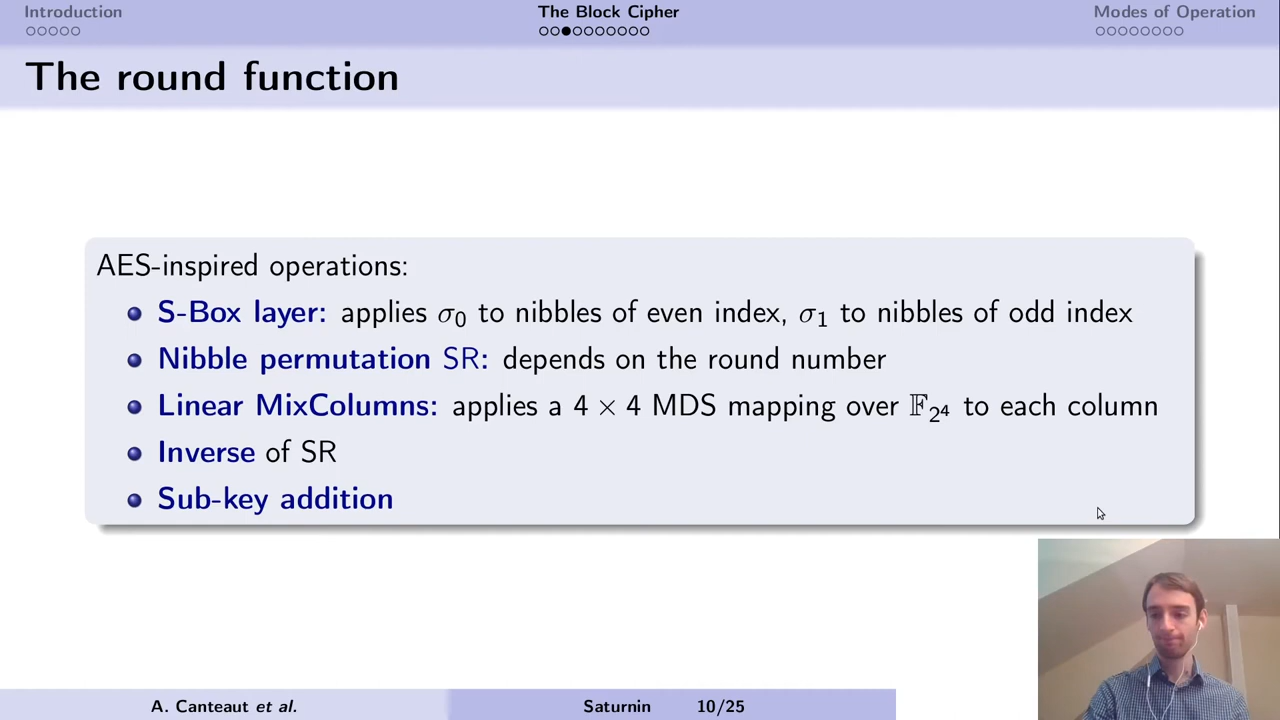 Introduction
The Block Cipher
Modes of Operation
The round function
AES-inspired operations:
S-Box layer: applies σ₀ to nibbles of even index, σ₁ to nibbles of odd index
Nibble permutation SR: depends on the round number
Linear MixColumns: applies a 4 × 4 MDS mapping over 𝔽₂⁴ to each column
Inverse of SR
Sub-key addition
A. Canteaut et al.
Saturnin 10/25